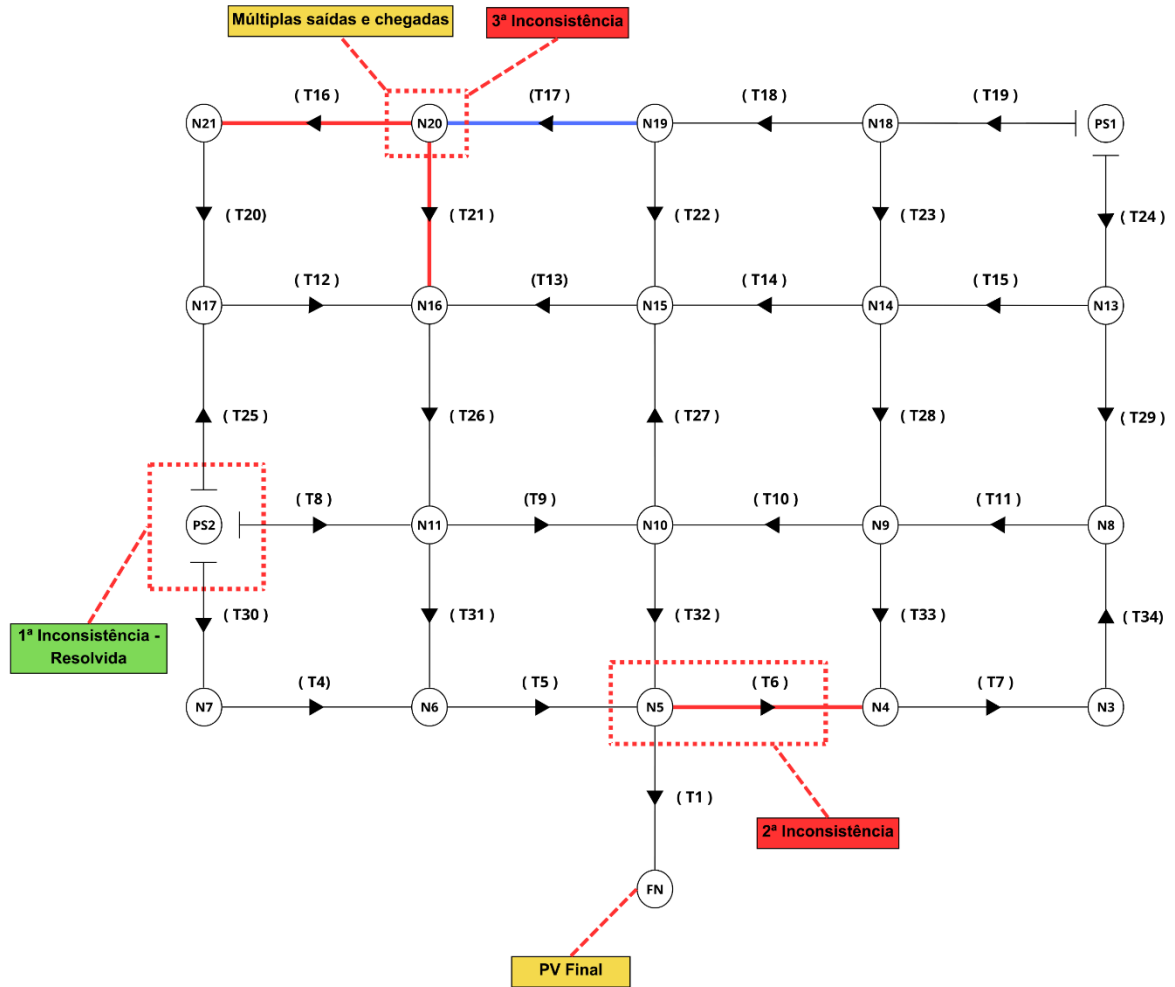 Múltiplas saídas e chegadas
3ª Inconsistência
( T16 )
(T17 )
( T18 )
( T19 )
N21
N20
N19
N18
PS1
( T20)
( T21 )
( T22 )
( T23 )
( T24 )
( T12 )
(T13)
( T14 )
( T15 )
N17
N16
N15
N14
N13
( T25 )
( T26 )
( T27 )
( T28 )
( T29 )
( T8 )
(T9 )
( T10 )
( T11 )
PS2
N11
N10
N9
N8
1ª Inconsistência -
Resolvida
( T30 )
( T31 )
( T32 )
( T33 )
( T34)
( T4)
( T5 )
( T6 )
( T7 )
N7
N6
N5
N4
N3
( T1 )
2ª Inconsistência
FN
PV Final